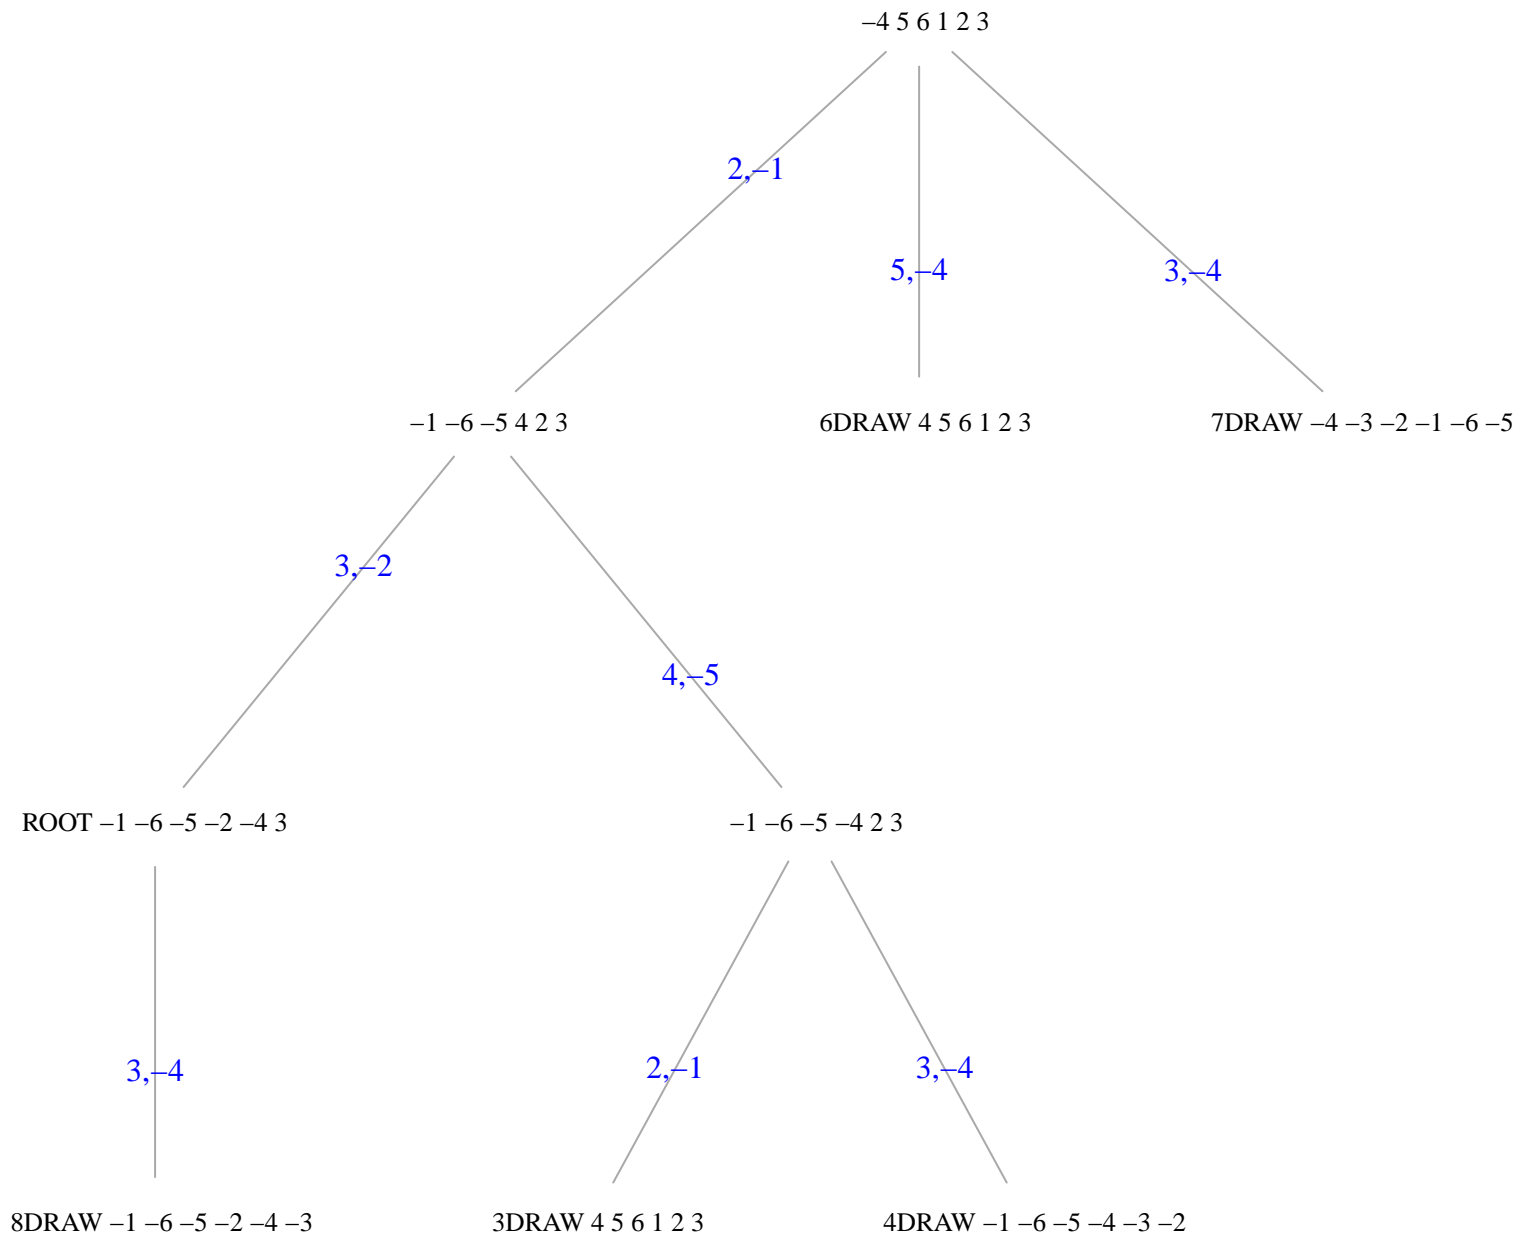 –4 5 6 1 2 3
2,–1
5,–4
3,–4
–1 –6 –5 4 2 3
6DRAW 4 5 6 1 2 3
7DRAW –4 –3 –2 –1 –6 –5
3,–2
4,–5
ROOT –1 –6 –5 –2 –4 3
–1 –6 –5 –4 2 3
3,–4
2,–1
3,–4
8DRAW –1 –6 –5 –2 –4 –3
3DRAW 4 5 6 1 2 3
4DRAW –1 –6 –5 –4 –3 –2